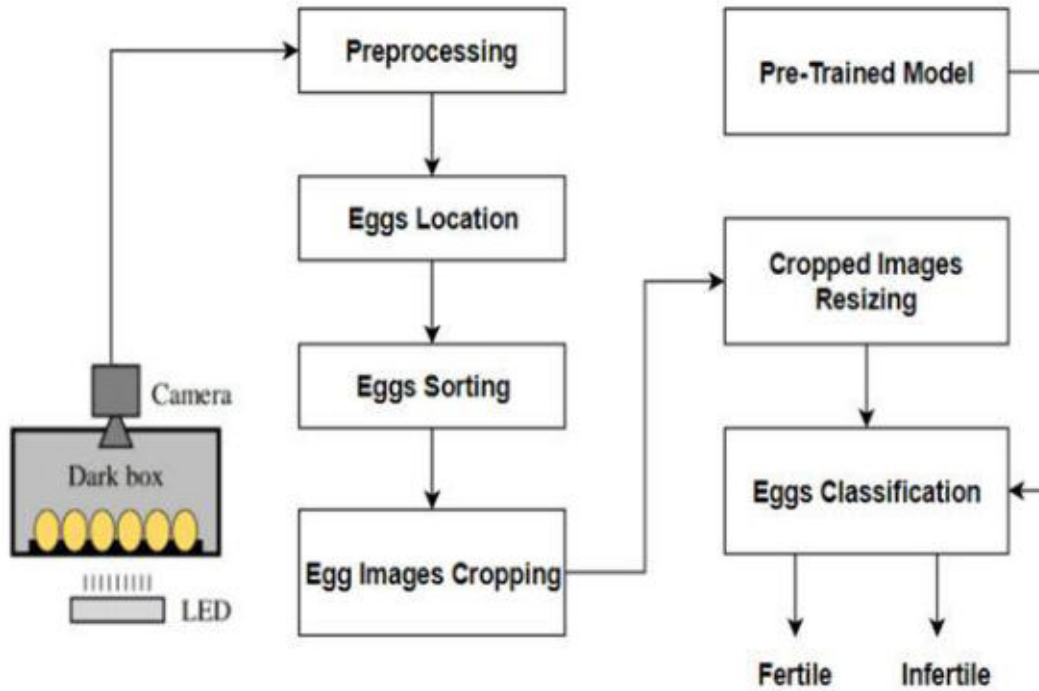 Preprocessing
Eggs Location
Eggs Sorting
Egg Images Cropping
Camera
Dark box
LED
Pre-Trained Model
Cropped Images
Resizing
Eggs Classification
Fertile
Infertile